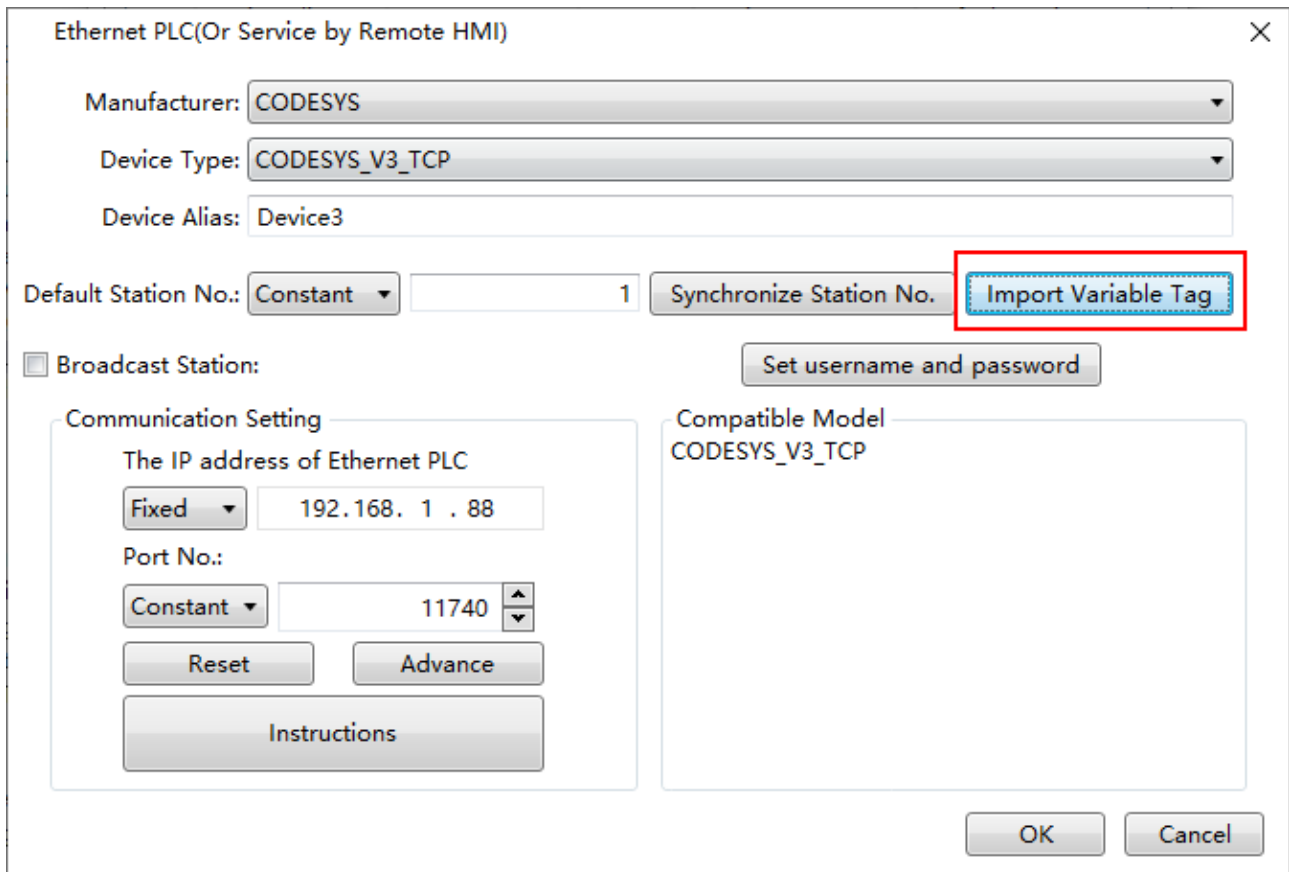 Ethernet PLC(Or Service by Remote HMI)
Manufacturer: CODESYS
Device Type: CODESYS_V3_TCP
Device Alias: Device3
Default Station No.: Constant 1 Synchronize Station No. Import Variable Tag
Broadcast Station: Set username and password
Communication Setting
The IP address of Ethernet PLC
Fixed 192.168. 1 . 88
Port No.:
Constant 11740
Reset Advance
Instructions
Compatible Model
CODESYS_V3_TCP
OK Cancel